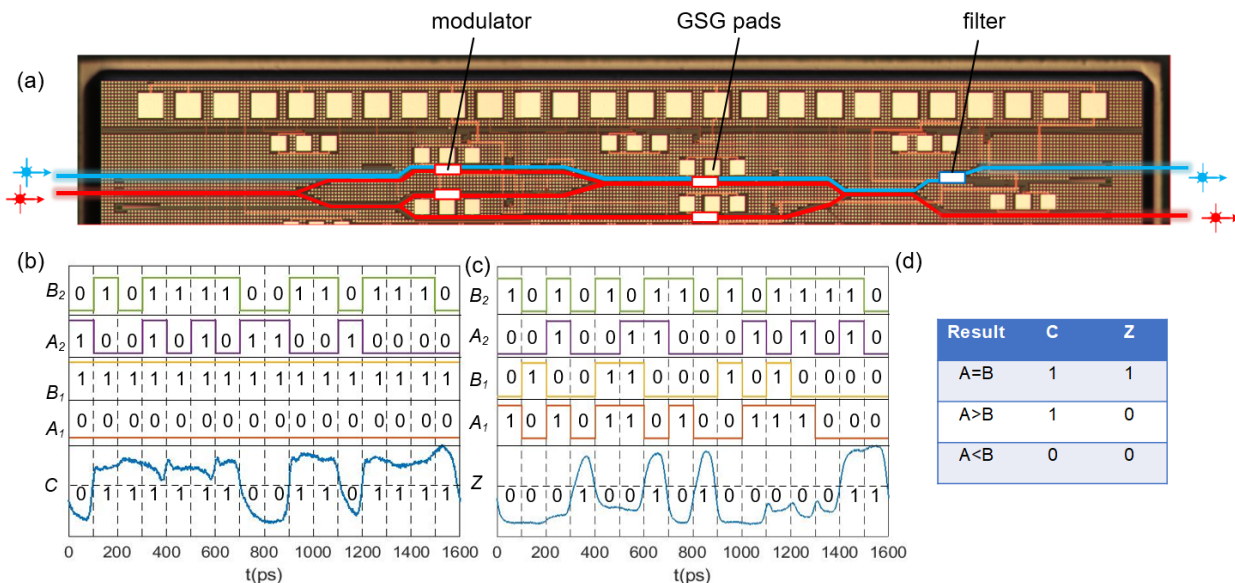 modulator GSG pads filter
(a)
(b)
B2 0 1 0 1 1 1 1 0 0 1 1 0 1 1 1 0
A2 1 0 0 1 0 1 0 1 1 0 0 1 0 0 0 0
B1 1 1 1 1 1 1 1 1 1 1 1 1 1 1 1 1
A1 0 0 0 0 0 0 0 0 0 0 0 0 0 0 0 0
C 0 1 1 1 1 1 1 0 0 1 1 0 1 1 1 1
0 200 400 600 800 1000 1200 1400 1600
t(ps)
(c)
B2 1 0 1 0 1 0 1 1 0 1 0 1 1 1 1 0
A2 0 0 1 0 0 1 1 0 0 0 1 0 1 0 1 0
B1 0 1 0 0 1 1 0 0 0 1 0 1 0 0 0 0
A1 1 0 1 0 1 1 0 1 0 0 1 1 1 0 0 0
Z 0 0 0 1 0 0 1 0 1 0 0 0 0 0 1 1
0 200 400 600 800 1000 1200 1400 1600
t(ps)
(d)
Result C Z
A=B 1 1
A>B 1 0
A<B 0 0